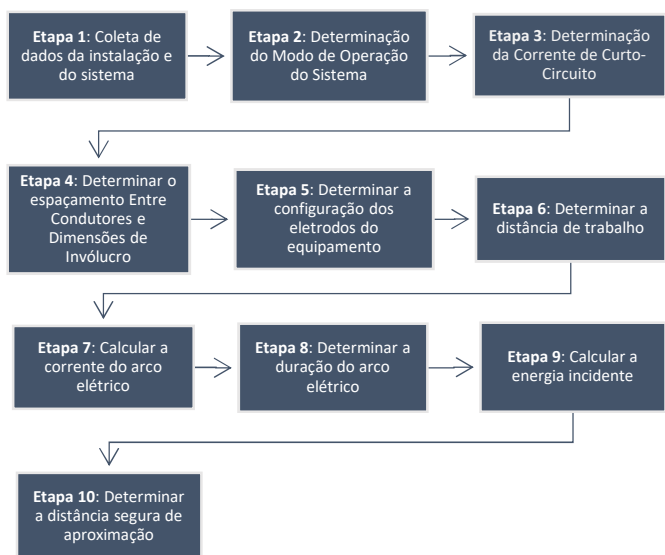 Etapa 1: Coleta de
dados da instalação e
do sistema
Etapa 2: Determinação
do Modo de Operação
do Sistema
Etapa 3: Determinação
da Corrente de Curto-
Circuito
Etapa 4: Determinar o
espaçamento Entre
Condutores e
Dimensões de
Invólucro
Etapa 5: Determinar a
configuração dos
eletrodos do
equipamento
Etapa 6: Determinar a
distância de trabalho
Etapa 7: Calcular a
corrente do arco
elétrico
Etapa 8: Determinar a
duração do arco
elétrico
Etapa 9: Calcular a
energia incidente
Etapa 10: Determinar
a distância segura de
aproximação